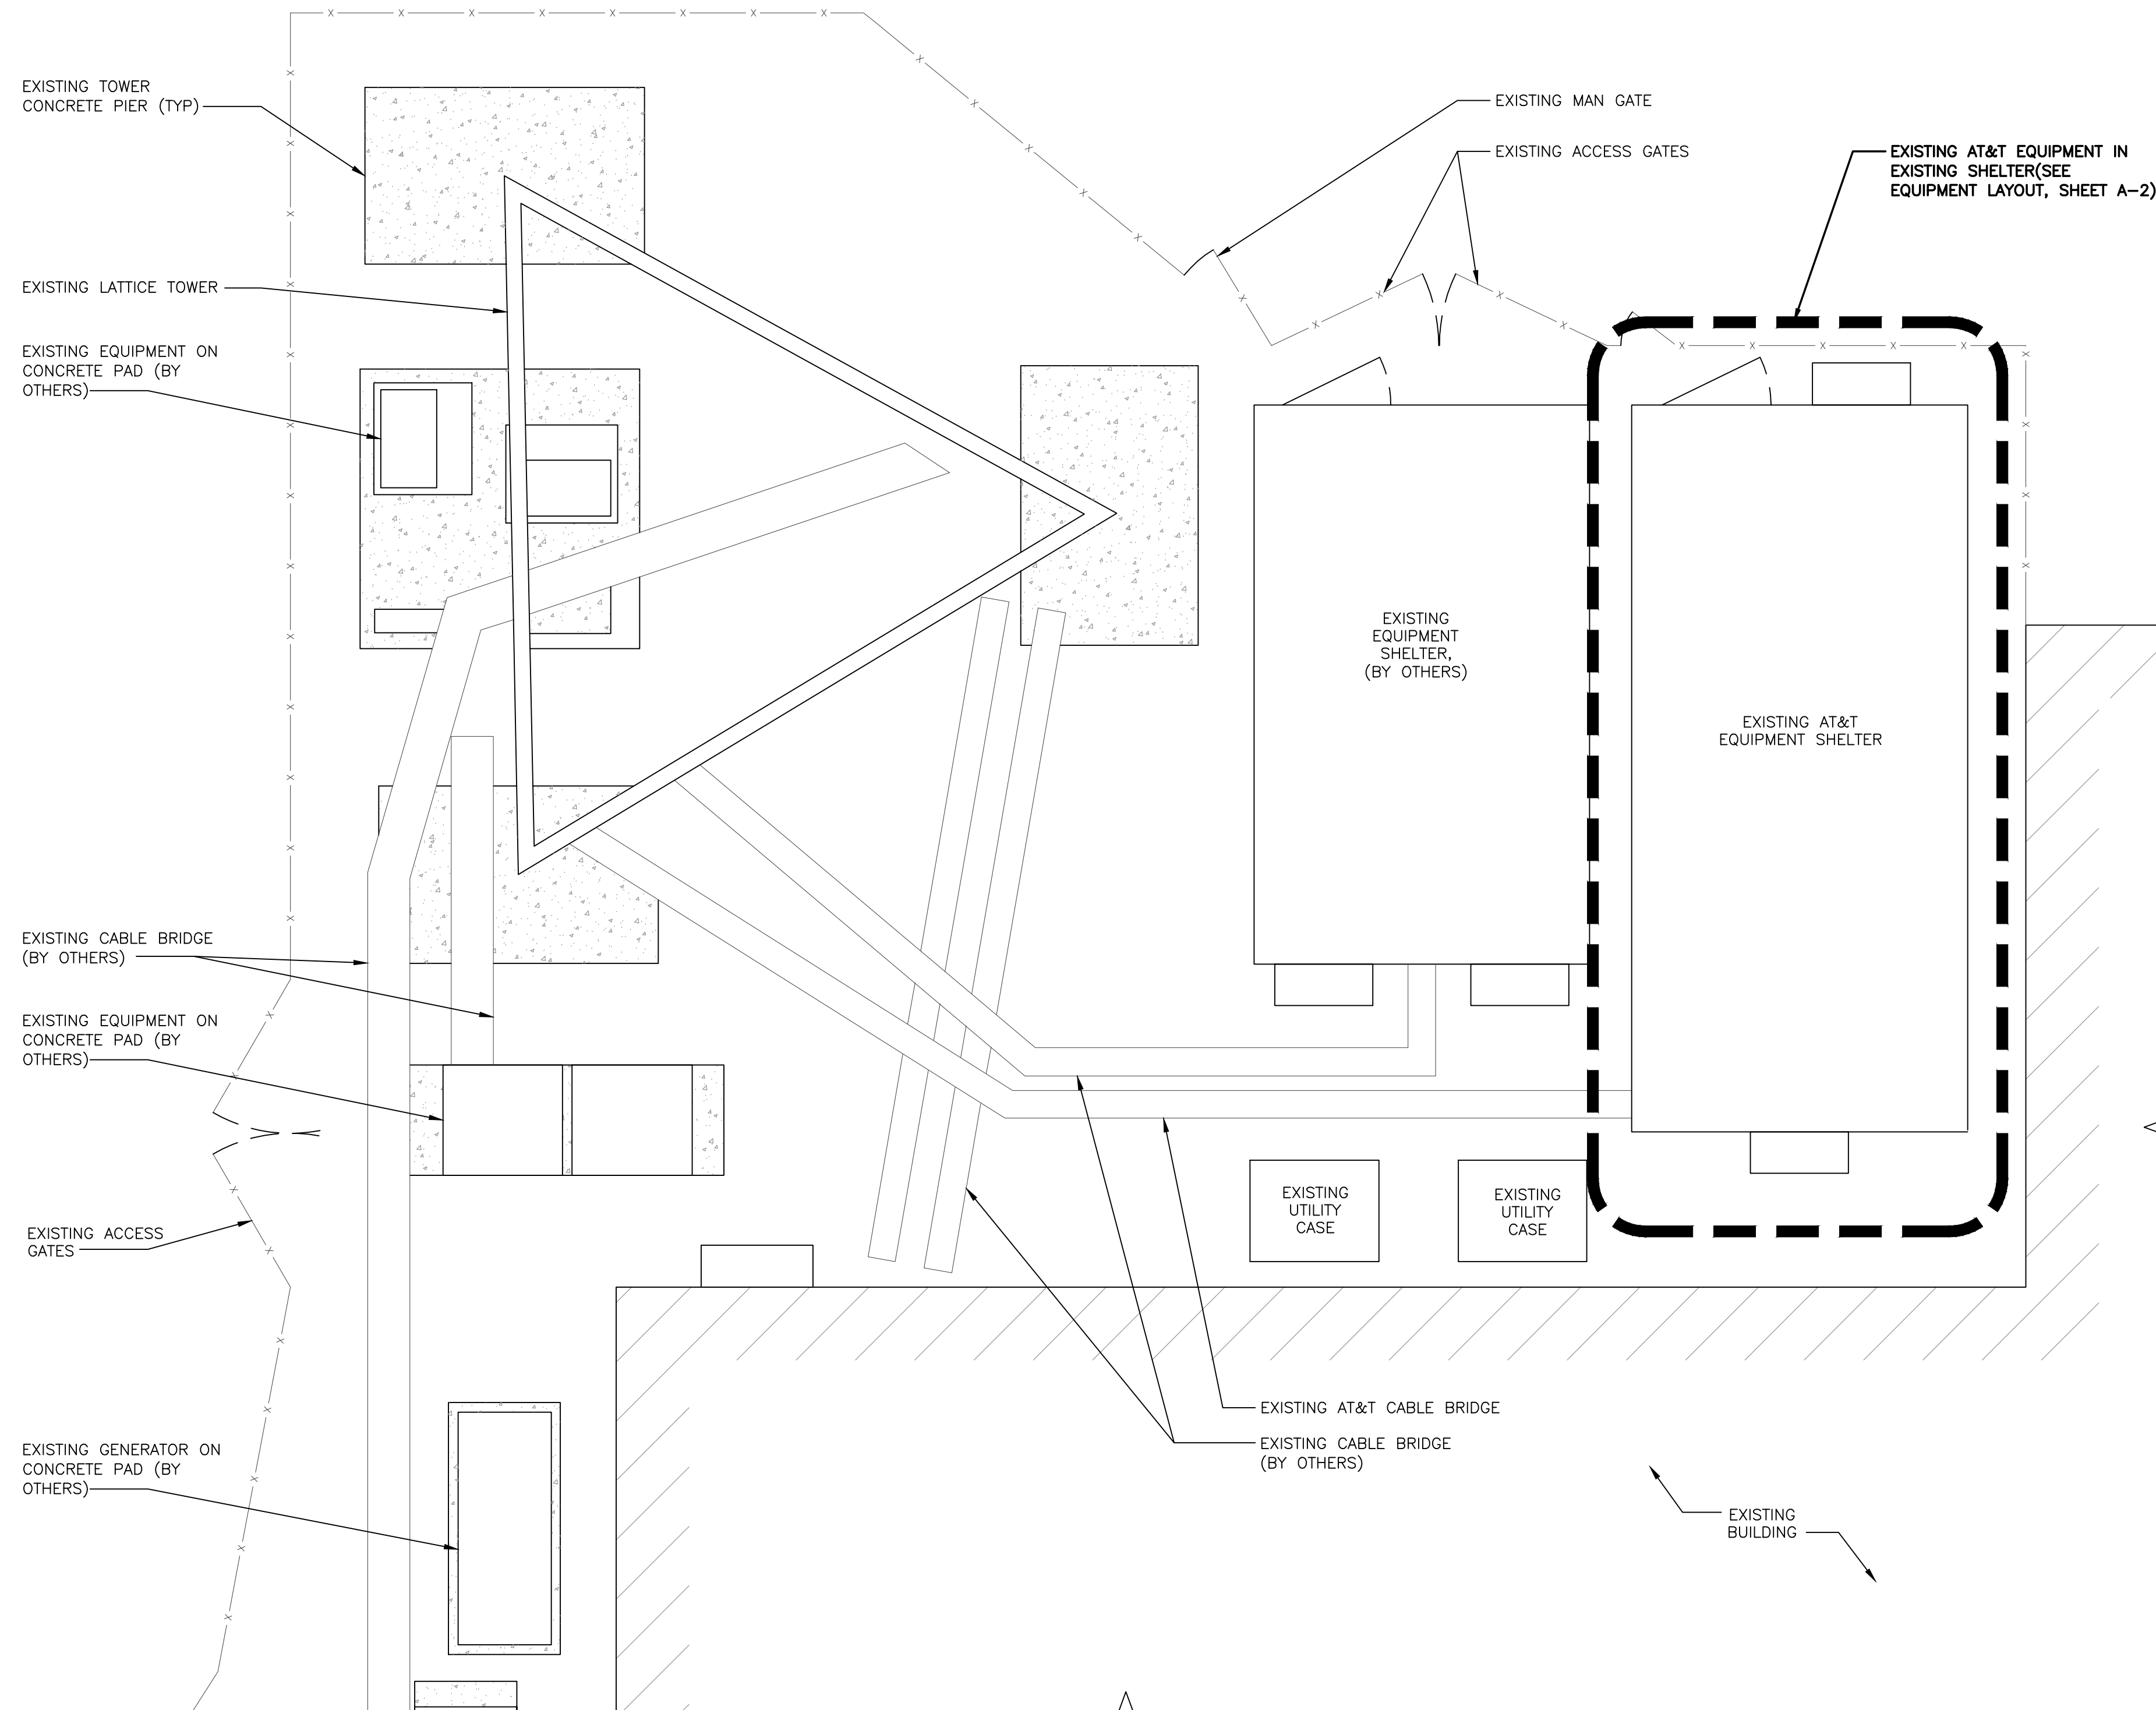 EXISTING TOWER
CONCRETE PIER (TYP)
EXISTING LATTICE TOWER
EXISTING EQUIPMENT ON
CONCRETE PAD (BY
OTHERS)
EXISTING CABLE BRIDGE
(BY OTHERS)
EXISTING EQUIPMENT ON
CONCRETE PAD (BY
OTHERS)
EXISTING ACCESS
GATES
EXISTING GENERATOR ON
CONCRETE PAD (BY
OTHERS)
EXISTING MAN GATE
EXISTING ACCESS GATES
EXISTING AT&T EQUIPMENT IN
EXISTING SHELTER(SEE
EQUIPMENT LAYOUT, SHEET A-2)
EXISTING
EQUIPMENT
SHELTER,
(BY OTHERS)
EXISTING AT&T
EQUIPMENT SHELTER
EXISTING
UTILITY
CASE
EXISTING
UTILITY
CASE
EXISTING AT&T CABLE BRIDGE
EXISTING CABLE BRIDGE
(BY OTHERS)
EXISTING
BUILDING